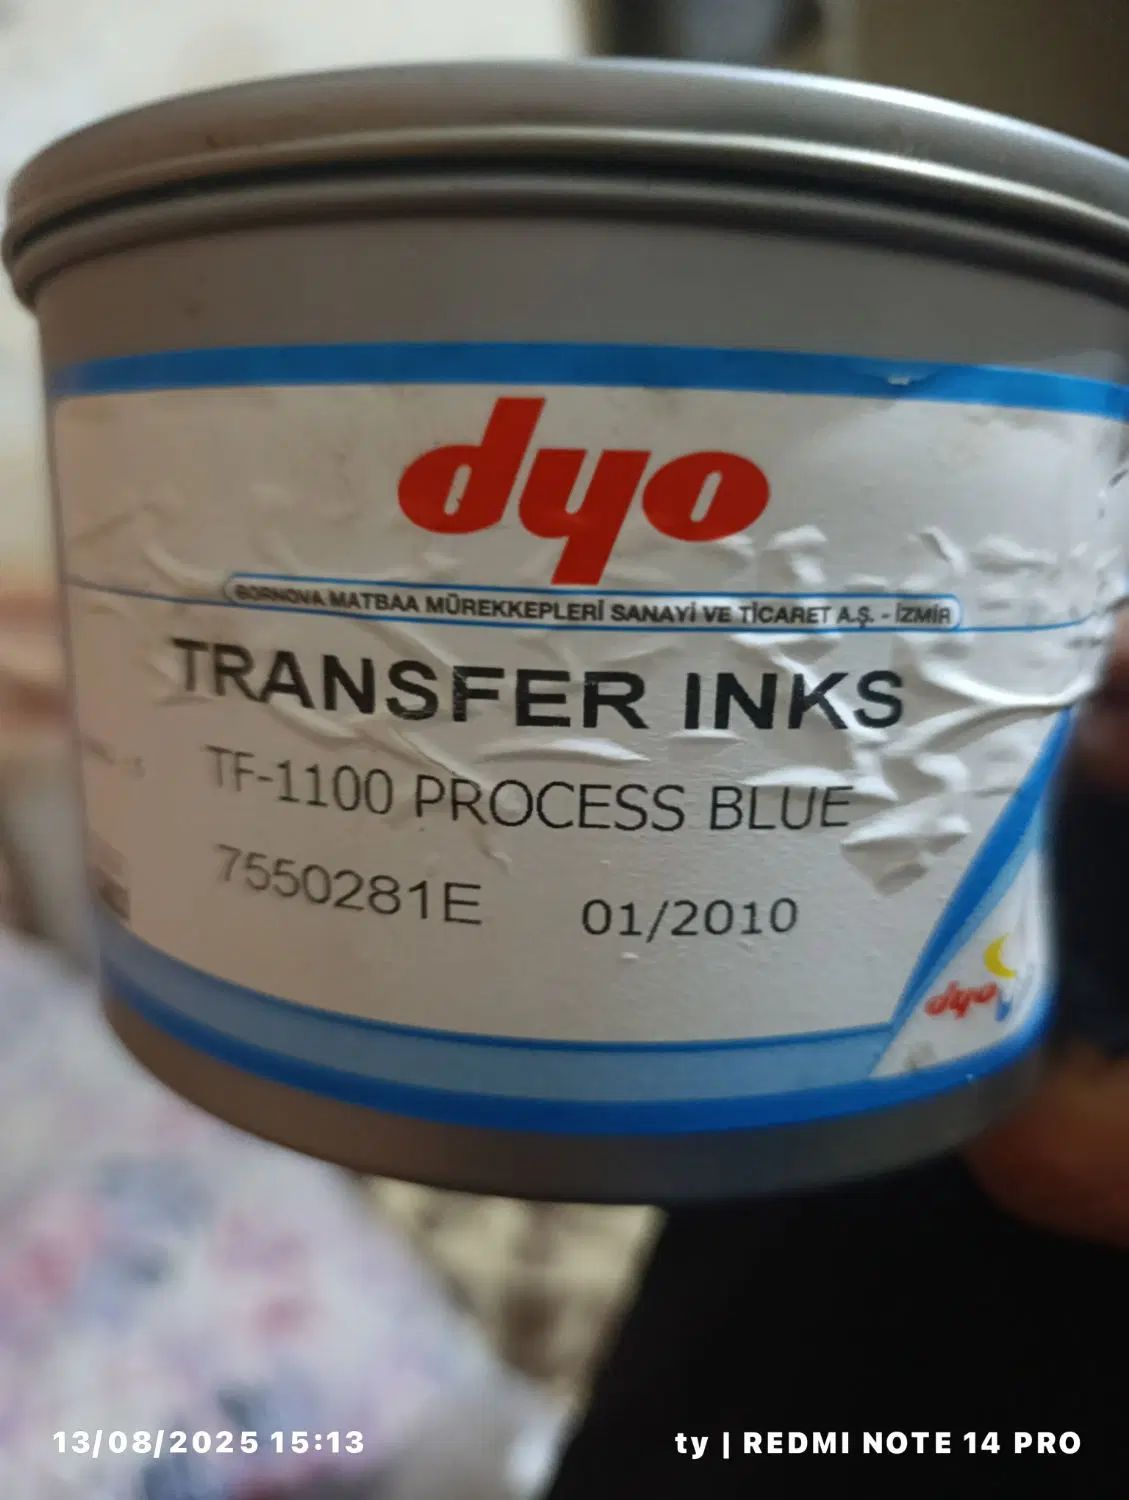 dyo
BORNOVA MATBAA MÜREKKEPLERİ SANAYİ VE TİCARET A.Ş. - İZMİR
TRANSFER INKS
TF-1100 PROCESS BLUE
7550281E 01/2010
dyo
13/08/2025 15:13 ty | REDMI NOTE 14 PRO